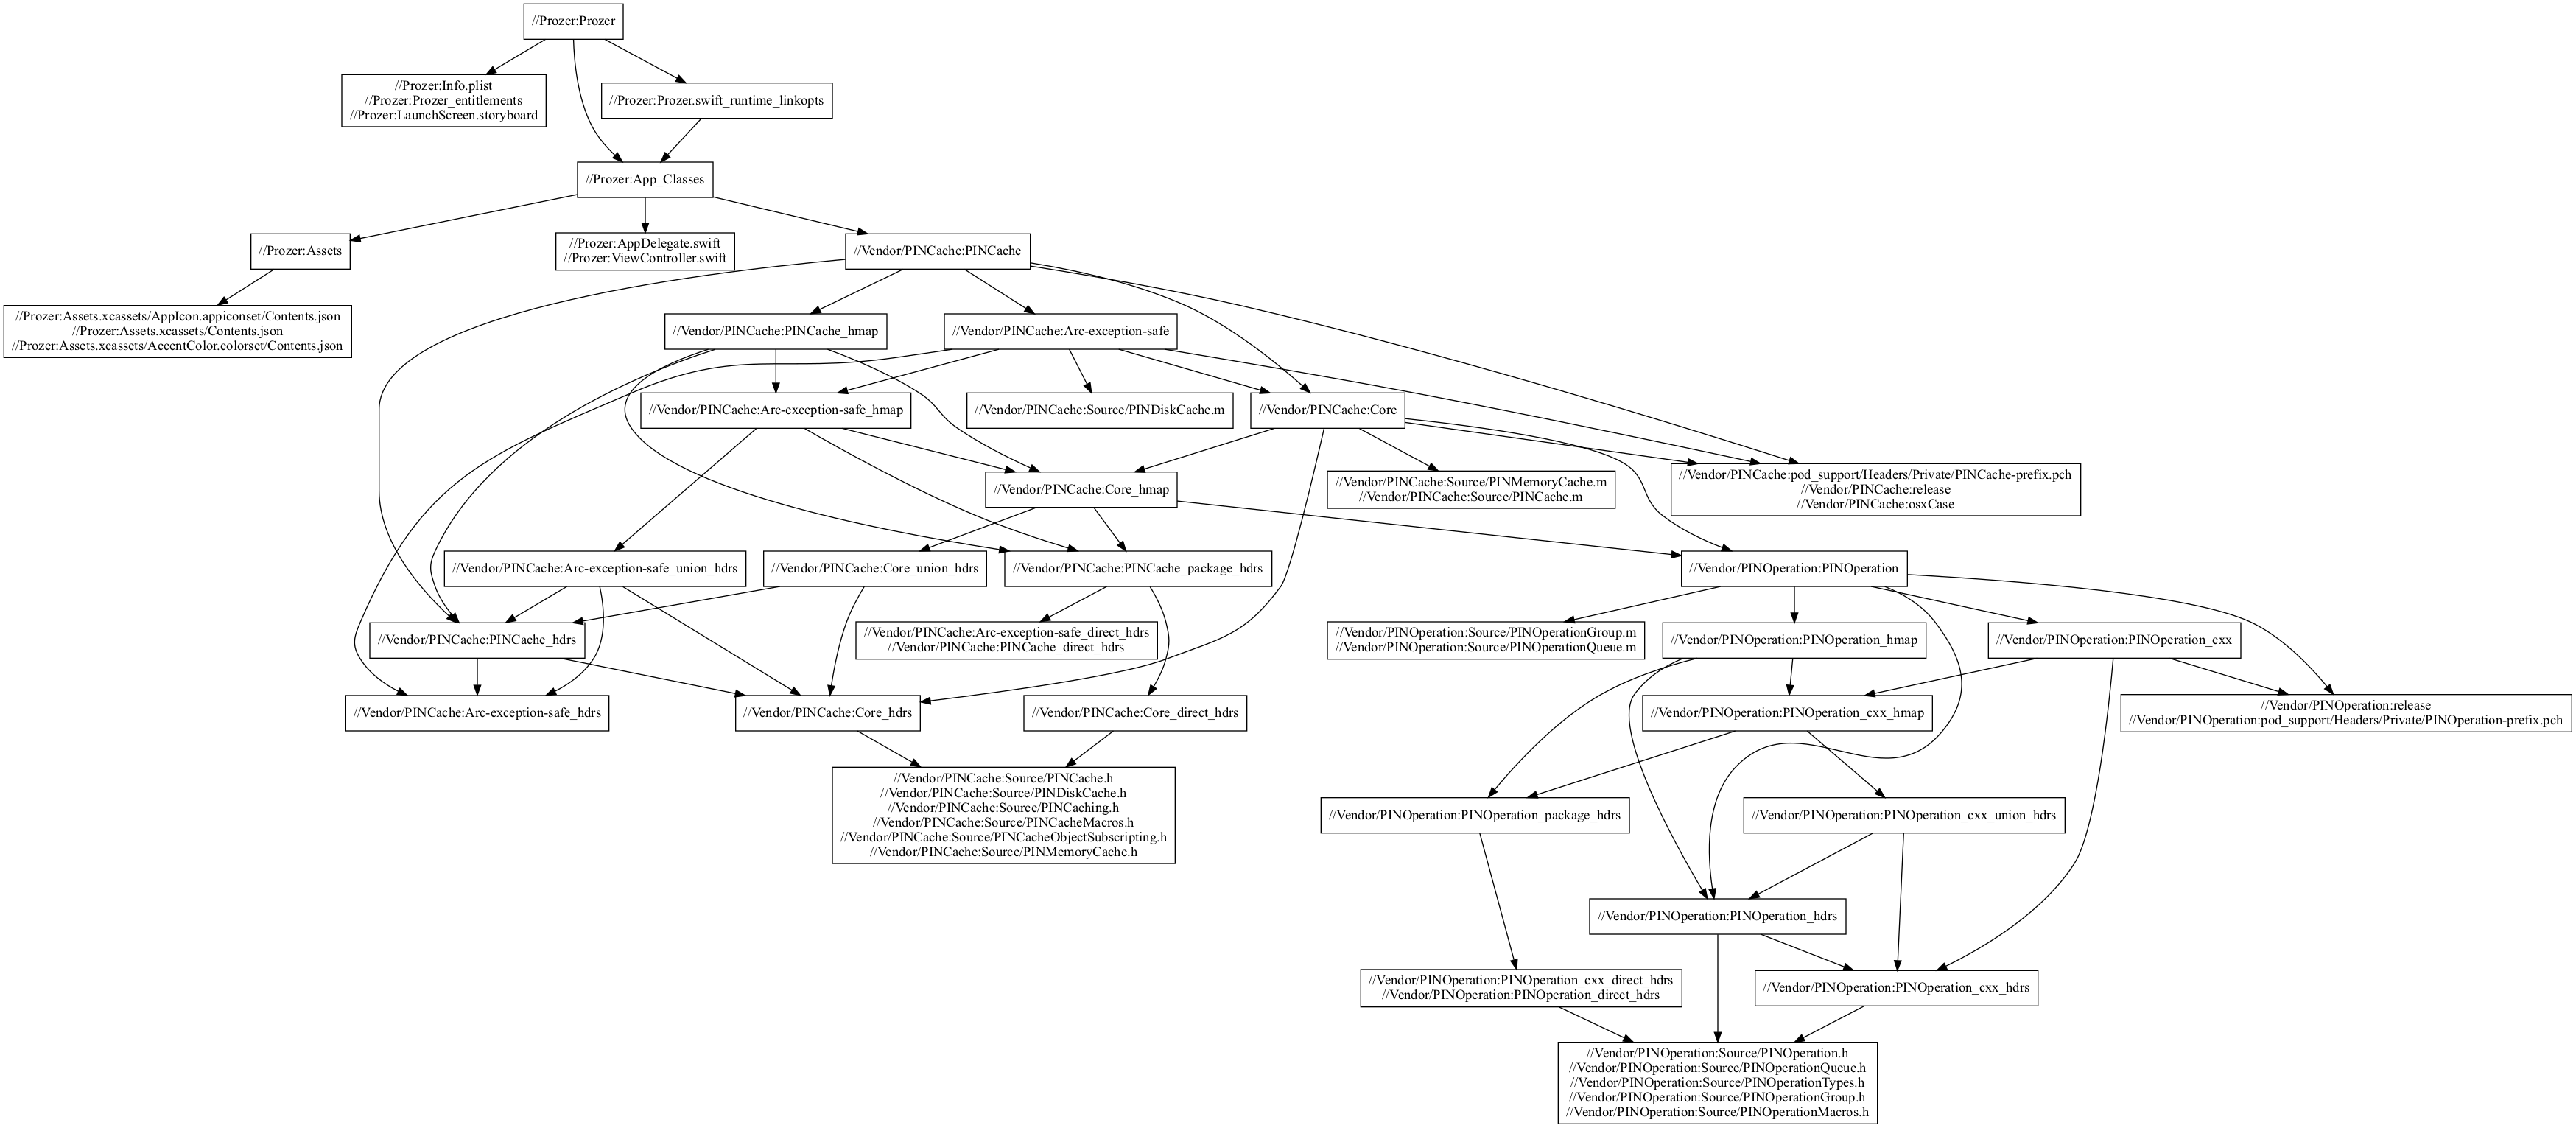 //Prozer:Prozer
//Prozer:Info.plist
//Prozer:Prozer_entitlements
//Prozer:LaunchScreen.storyboard
//Prozer:Prozer.swift_runtime_linkopts
//Prozer:App_Classes
//Prozer:Assets
//Prozer:AppDelegate.swift
//Prozer:ViewController.swift
//Vendor/PINCache:PINCache
//Prozer:Assets.xcassets/AppIcon.appiconset/Contents.json
//Prozer:Assets.xcassets/Contents.json
//Prozer:Assets.xcassets/AccentColor.colorset/Contents.json
//Vendor/PINCache:PINCache_hmap
//Vendor/PINCache:Arc-exception-safe
//Vendor/PINCache:Arc-exception-safe_hmap
//Vendor/PINCache:Source/PINDiskCache.m
//Vendor/PINCache:Core
//Vendor/PINCache:Core_hmap
//Vendor/PINCache:Source/PINMemoryCache.m
//Vendor/PINCache:Source/PINCache.m
//Vendor/PINCache:pod_support/Headers/Private/PINCache-prefix.pch
//Vendor/PINCache:release
//Vendor/PINCache:osxCase
//Vendor/PINCache:Arc-exception-safe_union_hdrs
//Vendor/PINCache:Core_union_hdrs
//Vendor/PINCache:PINCache_package_hdrs
//Vendor/PINOperation:PINOperation
//Vendor/PINCache:PINCache_hdrs
//Vendor/PINCache:Arc-exception-safe_direct_hdrs
//Vendor/PINCache:PINCache_direct_hdrs
//Vendor/PINOperation:Source/PINOperationGroup.m
//Vendor/PINOperation:Source/PINOperationQueue.m
//Vendor/PINOperation:PINOperation_hmap
//Vendor/PINOperation:PINOperation_cxx
//Vendor/PINCache:Arc-exception-safe_hdrs
//Vendor/PINCache:Core_hdrs
//Vendor/PINCache:Core_direct_hdrs
//Vendor/PINOperation:PINOperation_cxx_hmap
//Vendor/PINOperation:release
//Vendor/PINOperation:pod_support/Headers/Private/PINOperation-prefix.pch
//Vendor/PINCache:Source/PINCache.h
//Vendor/PINCache:Source/PINDiskCache.h
//Vendor/PINCache:Source/PINCaching.h
//Vendor/PINCache:Source/PINCacheMacros.h
//Vendor/PINCache:Source/PINCacheObjectSubscripting.h
//Vendor/PINCache:Source/PINMemoryCache.h
//Vendor/PINOperation:PINOperation_package_hdrs
//Vendor/PINOperation:PINOperation_cxx_union_hdrs
//Vendor/PINOperation:PINOperation_hdrs
//Vendor/PINOperation:PINOperation_cxx_direct_hdrs
//Vendor/PINOperation:PINOperation_direct_hdrs
//Vendor/PINOperation:PINOperation_cxx_hdrs
//Vendor/PINOperation:Source/PINOperation.h
//Vendor/PINOperation:Source/PINOperationQueue.h
//Vendor/PINOperation:Source/PINOperationTypes.h
//Vendor/PINOperation:Source/PINOperationGroup.h
//Vendor/PINOperation:Source/PINOperationMacros.h